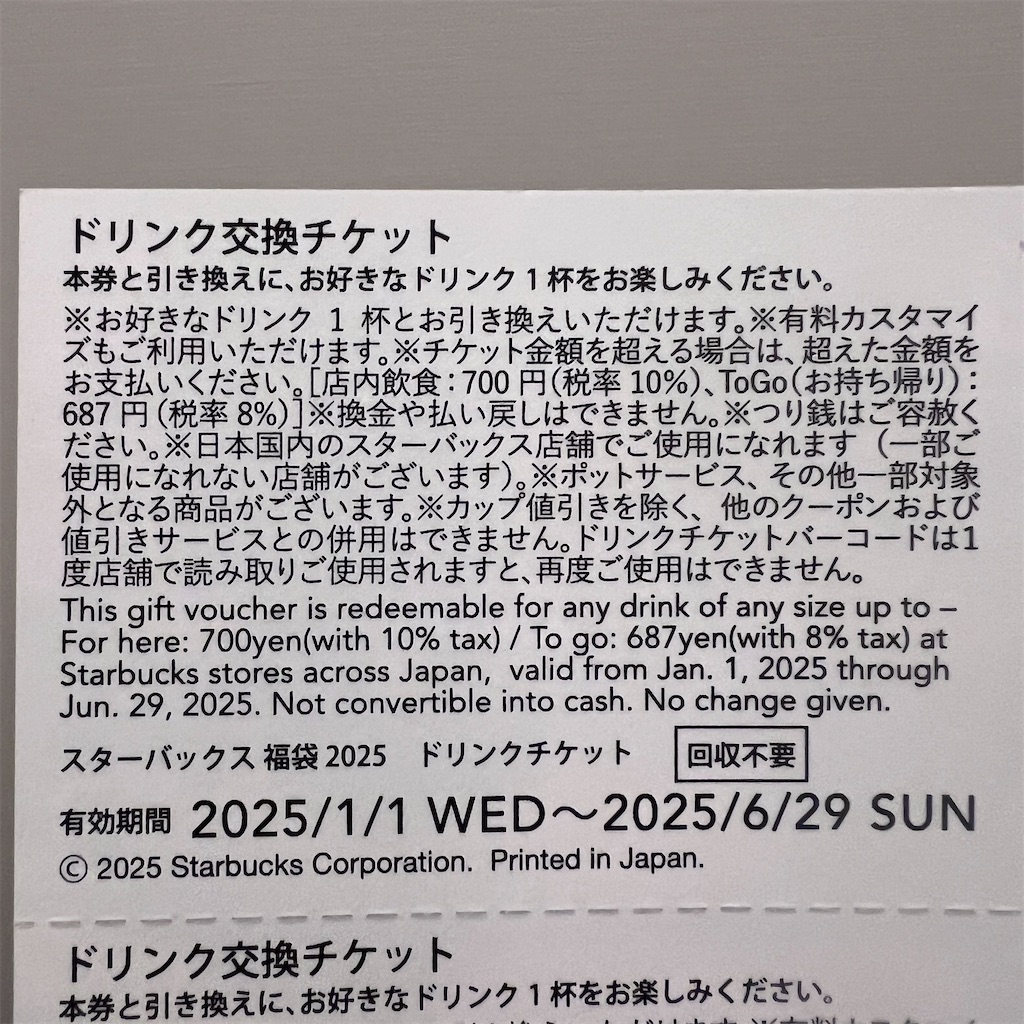 ドリンク交換チケット
本券と引き換えに、お好きなドリンク1杯をお楽しみください。
※お好きなドリンク 1 杯とお引き換えいただけます。※有料カスタマイ
ズもご利用いただけます。※チケット金額を超える場合は、超えた金額を
お支払いください。[店内飲食：700 円(税率 10%)、ToGo(お持ち帰り)：
687 円(税率 8%)]※換金や払い戻しはできません。※つり銭はご容赦く
ださい。※日本国内のスターバックス店舗でご使用になれます （一部ご
使用になれない店舗がございます)。※ポットサービス、その他一部対象
外となる商品がございます。※カップ値引きを除く、他のクーポンおよび
値引きサービスとの併用はできません。ドリンクチケットバーコードは1
度店舗で読み取りご使用されますと、再度ご使用はできません。
This gift voucher is redeemable for any drink of any size up to –
For here: 700yen(with 10% tax) / To go: 687yen(with 8% tax) at
Starbucks stores across Japan, valid from Jan. 1, 2025 through
Jun. 29, 2025. Not convertible into cash. No change given.
スターバックス 福袋 2025 ドリンクチケット 回収不要
有効期間 2025/1/1 WED～2025/6/29 SUN
© 2025 Starbucks Corporation. Printed in Japan.
ドリンク交換チケット
本券と引き換えに、お好きなドリンク1杯をお楽しみください。